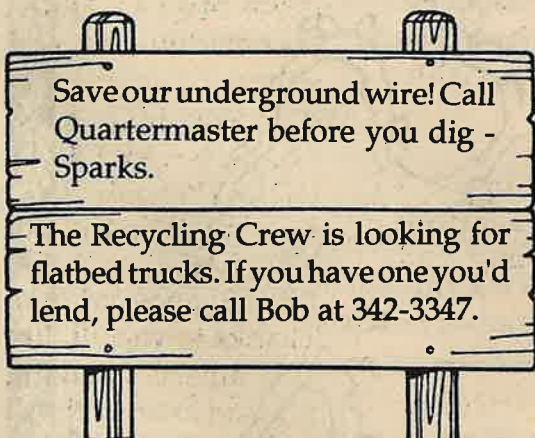 Save our underground wire! Call
Quartermaster before you dig -
Sparks.
The Recycling Crew is looking for
flatbed trucks. If you have one you'd
lend, please call Bob at 342-3347.